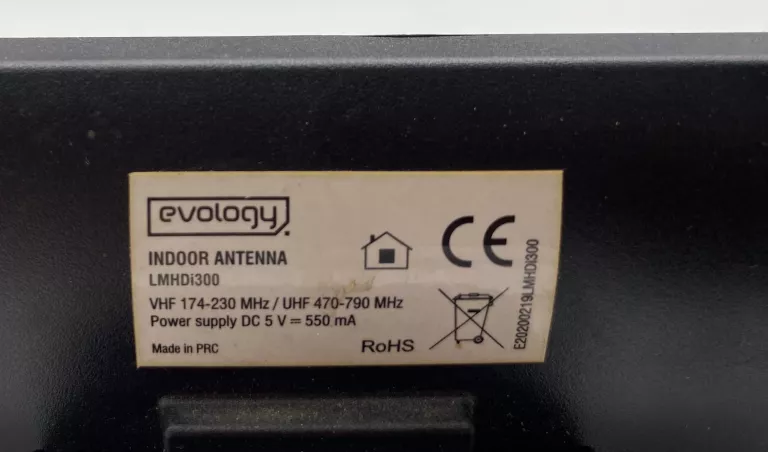 evology
INDOOR ANTENNA
LMHDi300
VHF 174-230 MHz / UHF 470-790 MHz
Power supply DC 5 V ⎓ 550 mA
Made in PRC
RoHS
CE
E20200219LMHDi300